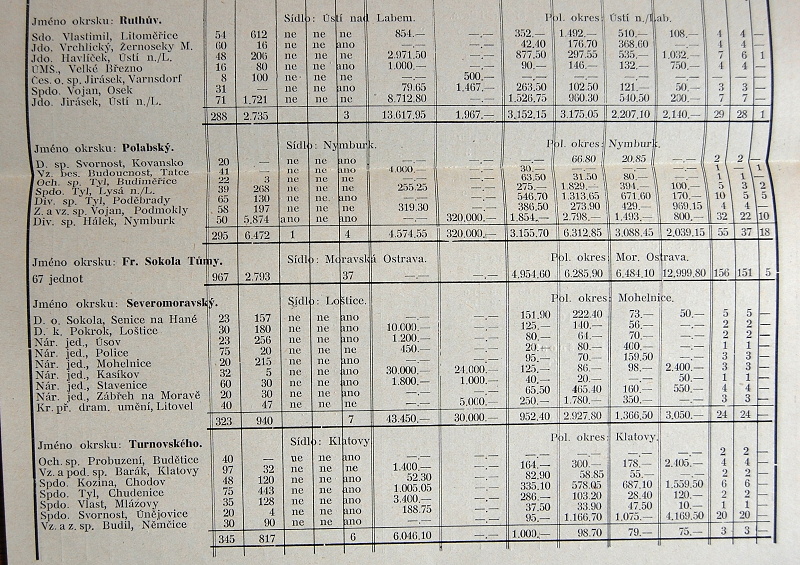 Jméno okrsku: Ruthův. Sídlo: Ústí nad Labem. Pol. okres: Ústí n./Lab.
Sdo. Vlastimil, Litoměřice 54 612 ne ne ne 854.— —.— 352.— 1.492.— 510.— 108.— 4 4 —
Jdo. Vrchlický, Žernoseky M. 60 16 ne ne ano —.— —.— 42.40 176.70 368.60 —.— 4 4 —
Jdo. Havlíček, Ústí n./L. 48 206 ne ne ne 2.971.50 —.— 877.50 297.55 535.— 1.032.— 7 6 1
ÚMS., Velké Březno 16 80 ne ne ano 1.000.— —.— 90.— 146.— 132.— 750.— 4 4 —
Čes. o. sp. Jirásek, Varnsdorf 8 100 ne ne ano —.— 500.— —.— —.— —.— —.— — — —
Spdo. Vojan, Osek 31 — ne ne ano 79.65 1.467.— 263.50 102.50 121.— 50.— 3 3 —
Jdo. Jirásek, Ústí n./L. 71 1.721 ne ne ne 8.712.80 —.— 1.526,75 960.30 540,50 200.— 7 7 —
288 2.735 3 13.617.95 1.967.— 3,152.15 3.175.05 2.207,10 2,140.— 29 28 1
Jméno okrsku: Polabský. Sídlo: Nymburk. Pol. okres: Nymburk.
D. sp. Svornost, Kovansko 20 — ne ne ano —.— —.— —.— 66.80 20.85 —.— 2 2 —
Vz. bes. Budoucnost, Tatce 41 — ne ne ano 4.000.— —.— 30.— —.— —.— —.— 1 — 1
Och. sp. Tyl, Budiměřice 22 3 ne ne ano —.— —.— 63.50 31.50 80.— —.— 1 1 —
Spdo. Tyl, Lysá n./L. 39 268 ne ne ne 255.25 —.— 275.— 1.829.— 394.— 100.— 5 3 2
Div. sp. Tyl, Poděbrady 65 130 ne ne. ano —.— —.— 546.70 1.313.65 671.60 170.— 10 5 5
Z. a vz. sp. Vojan, Podmokly 58 197 ne ne ne 319.30 —.— 386.50 273.90 429.— 969.15 4 4 —
Div. sp. Hálek, Nymburk 50 5,874 ano ne ano —.— 320,000.— 1.854.— 2.798.— 1.493.— 800.— 32 22 10
295 6.472 1 4 4.574.55 320,000.— 3,155.70 6.312.85 3,088.45 2,039.15 55 37 18
Jméno okrsku: Fr. Sokola Tůmy. Sídlo: Moravská Ostrava. Pol. okres: Mor. Ostrava.
67 jednot 967 2.793 37 —.— —.— 4,954.60 6.285,90 6,484,10 12,999,80 156 151 5
Jméno okrsku: Severomoravský. Sídlo: Loštice. Pol. okres: Mohelnice.
D. o. Sokola, Senice na Hané 23 157 ne ne ano —.— —.— 151,90 222.40 73.— 50.— 5 5 —
D. k. Pokrok, Loštice 30 180 ne ne ano 10.000.— —.— 125.— 140.— 56.— —.— 2 2 —
Nár. jed., Úsov 23 256 ne ne ano 1.200.— —.— 80.— 64.— 70.— —.— 2 2 —
Nár. jed., Police 75 20 ne ne ne 450.— —.— 20.— 80.— 400.— —.— 1 1 —
Nár. jed., Mohelnice 20 215 ne ne ano —.— —.— 95.— 70.— 159,50 —.— 3 3 —
Nár. jed., Kasíkov 32 5 ne ne ano 30.000.— 24.000.— 125.— 86.— 98.— 2.400.— 3 3 —
Nár. jed., Stavenice 60 30 ne ne ano 1.800.— 1.000.— 40.— 20.— —.— 50.— 1 1 —
Nár. jed., Zábřeh na Moravě 20 30 ne ne ano —.— —.— 65,50 465.40 160.— 550.— 4 4 —
Kr. př. dram. umění, Litovel 40 47 ne ne ne —.— 5,000.— 250.— 1.780.— 350.— —.— 3 3 —
323 940 7 43.450.— 30,000.— 952,40 2.927,80 1,366,50 3,050.— 24 24 —
Jméno okrsku: Turnovského. Sídlo: Klatovy. Pol. okres: Klatovy.
Och. sp. Probuzení, Budětice 40 — ne ne ano —.— —.— —.— —.— —.— —.— 2 2 —
Vz. a pod. sp. Barák, Klatovy 97 32 ne ne ne 1.400.— —.— 164.— 300.— 178.— 2.405.— 4 4 —
Spdo. Kozina, Chodov 48 120 ne ne ano 52.30 —.— 82.90 58.85 55.— —.— 2 2 —
Spdo. Tyl, Chudenice 75 443 ne ne ano 1.005.05 —.— 335.10 578.05 687.10 1.559.50 6 6 —
Spdo. Vlast, Mlázovy 35 128 ne ne ano 3.400.— —.— 286.— 103.20 28.40 120.— 2 2 —
Spdo. Svornost, Únějovice 20 4 ne ne ano 188.75 —.— 37.50 33.90 47.50 10.— 1 1 —
Vz. a z. sp. Budil, Němčice 30 90 ne ne ano —.— —.— 95.— 1.166,70 1,075.— 4,169,50 20 20 —
345 817 6 6,046,10 —.— 1,000.— 98.70 79.— 75.— 3 3 —